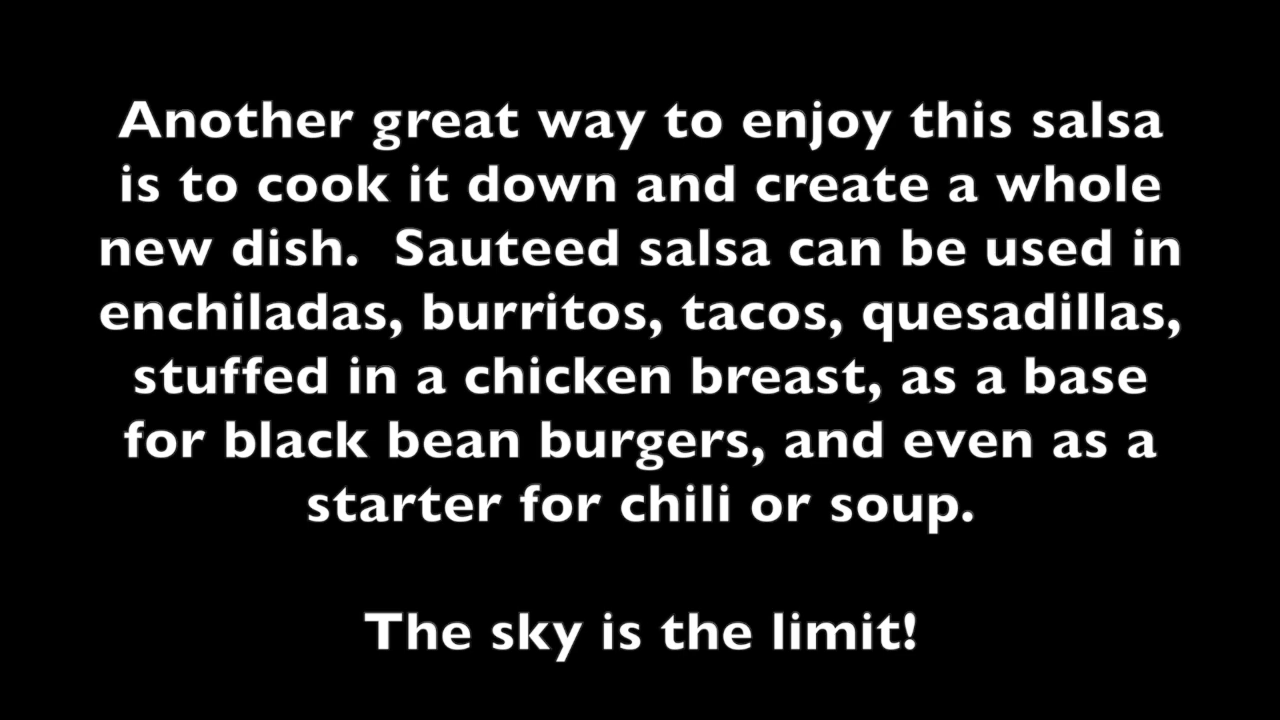 Another great way to enjoy this salsa
is to cook it down and create a whole
new dish.  Sauteed salsa can be used in
enchiladas, burritos, tacos, quesadillas,
stuffed in a chicken breast, as a base
for black bean burgers, and even as a
starter for chili or soup.
The sky is the limit!